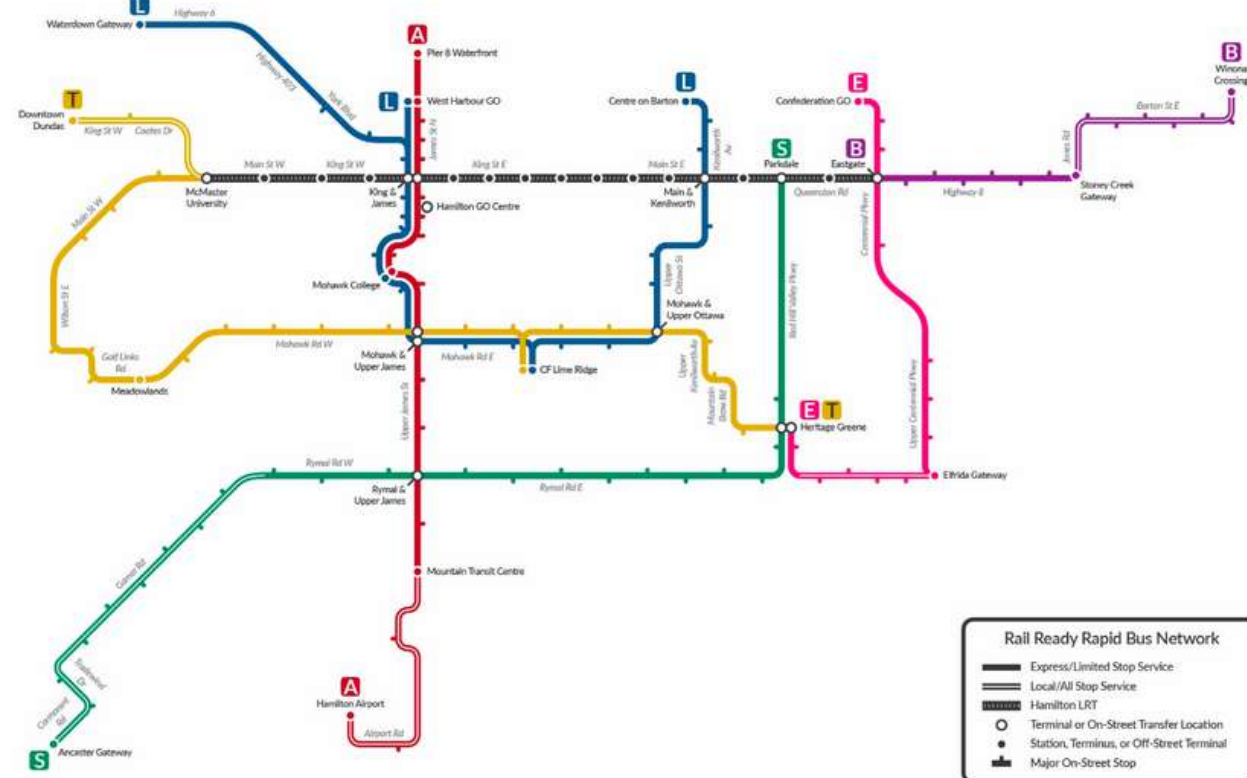 L
Waterdown Gateway
Highway 6
Highway 403
York Blvd
A
Pier 8 Waterfront
L
West Harbour GO
James St N
L
Centre on Barton
Kenilworth
Av
E
Confederation GO
B
Winona
Crossing
Barton St E
Jones Rd
T
Downtown
Dundas
King St W
Cootes Dr
S
Parkdale
B
Eastgate
Main St W
King St W
King St E
Main St E
Queenston Rd
Highway 8
McMaster
University
King &
James
Hamilton GO Centre
Main &
Kenilworth
Stoney Creek
Gateway
Main St W
Wilson St E
Centennial Pkwy
Mohawk College
Upper
Ottawa St
Mohawk &
Upper Ottawa
Red Hill Valley Pkwy
Golf Links
Rd
Meadowlands
Mohawk Rd W
Mohawk &
Upper James
Mohawk Rd E
CF Lime Ridge
Upper
Kenilworth Av
Mountain
Brow Rd
Upper James St
E
T
Heritage Greene
Upper Centennial Pkwy
Rymal Rd W
Rymal &
Upper James
Rymal Rd E
Elfrida Gateway
Garner Rd
Mountain Transit Centre
Tradewind
Dr
Cormorant
Rd
S
Ancaster Gateway
A
Hamilton Airport
Airport Rd
Rail Ready Rapid Bus Network
Express/Limited Stop Service
Local/All Stop Service
Hamilton LRT
Terminal or On-Street Transfer Location
Station, Terminus, or Off-Street Terminal
Major On-Street Stop